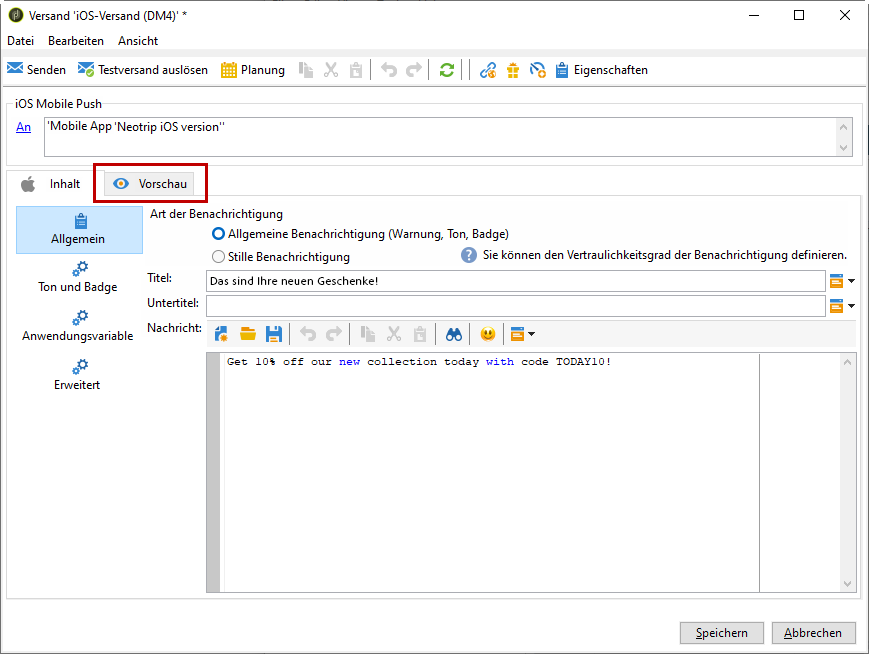 Versand 'iOS-Versand (DM4)' *
Datei Bearbeiten Ansicht
Senden Testversand auslösen Planung Eigenschaften
iOS Mobile Push
An 'Mobile App 'Neotrip iOS version''
Inhalt Vorschau
Allgemein
Ton und Badge
Anwendungsvariable
Erweitert
Art der Benachrichtigung
Allgemeine Benachrichtigung (Warnung, Ton, Badge)
Stille Benachrichtigung ? Sie können den Vertraulichkeitsgrad der Benachrichtigung definieren.
Titel: Das sind Ihre neuen Geschenke!
Untertitel:
Nachricht:
Get 10% off our new collection today with code TODAY10!
Speichern Abbrechen